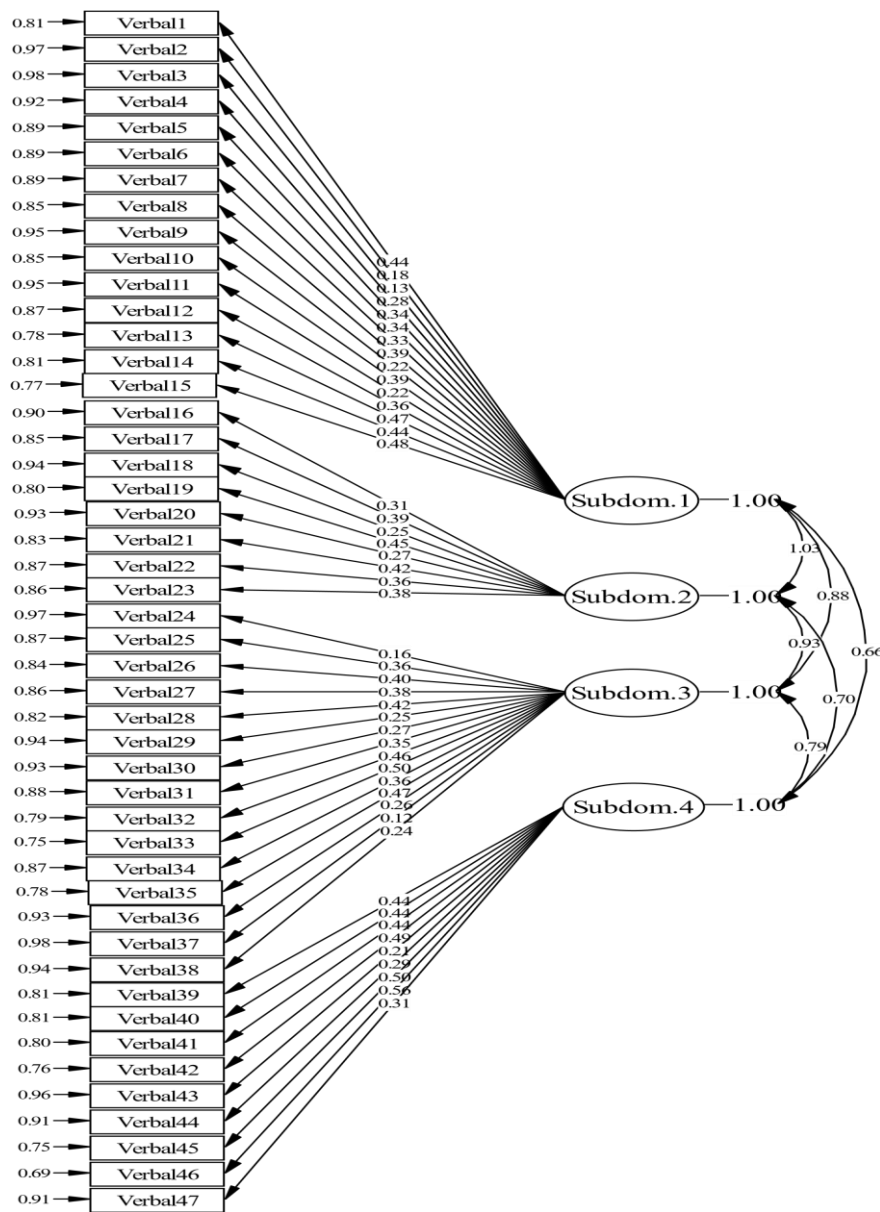 0.81 Verbal1
0.97 Verbal2
0.98 Verbal3
0.92 Verbal4
0.89 Verbal5
0.89 Verbal6
0.89 Verbal7
0.85 Verbal8
0.95 Verbal9
0.85 Verbal10
0.95 Verbal11
0.87 Verbal12
0.78 Verbal13
0.81 Verbal14
0.77 Verbal15
0.90 Verbal16
0.85 Verbal17
0.94 Verbal18
0.80 Verbal19
0.93 Verbal20
0.83 Verbal21
0.87 Verbal22
0.86 Verbal23
0.97 Verbal24
0.87 Verbal25
0.84 Verbal26
0.86 Verbal27
0.82 Verbal28
0.94 Verbal29
0.93 Verbal30
0.88 Verbal31
0.79 Verbal32
0.75 Verbal33
0.87 Verbal34
0.78 Verbal35
0.93 Verbal36
0.98 Verbal37
0.94 Verbal38
0.81 Verbal39
0.81 Verbal40
0.80 Verbal41
0.76 Verbal42
0.96 Verbal43
0.91 Verbal44
0.75 Verbal45
0.69 Verbal46
0.91 Verbal47
0.44
0.18
0.13
0.28
0.34
0.34
0.33
0.39
0.22
0.39
0.22
0.36
0.47
0.44
0.48
0.31
0.39
0.25
0.45
0.27
0.42
0.36
0.38
0.16
0.36
0.40
0.38
0.42
0.25
0.27
0.35
0.46
0.50
0.36
0.47
0.26
0.12
0.24
0.44
0.44
0.44
0.49
0.21
0.29
0.50
0.56
0.31
Subdom.1 1.00
Subdom.2 1.00
Subdom.3 1.00
Subdom.4 1.00
1.03
0.88
0.93
0.66
0.70
0.79